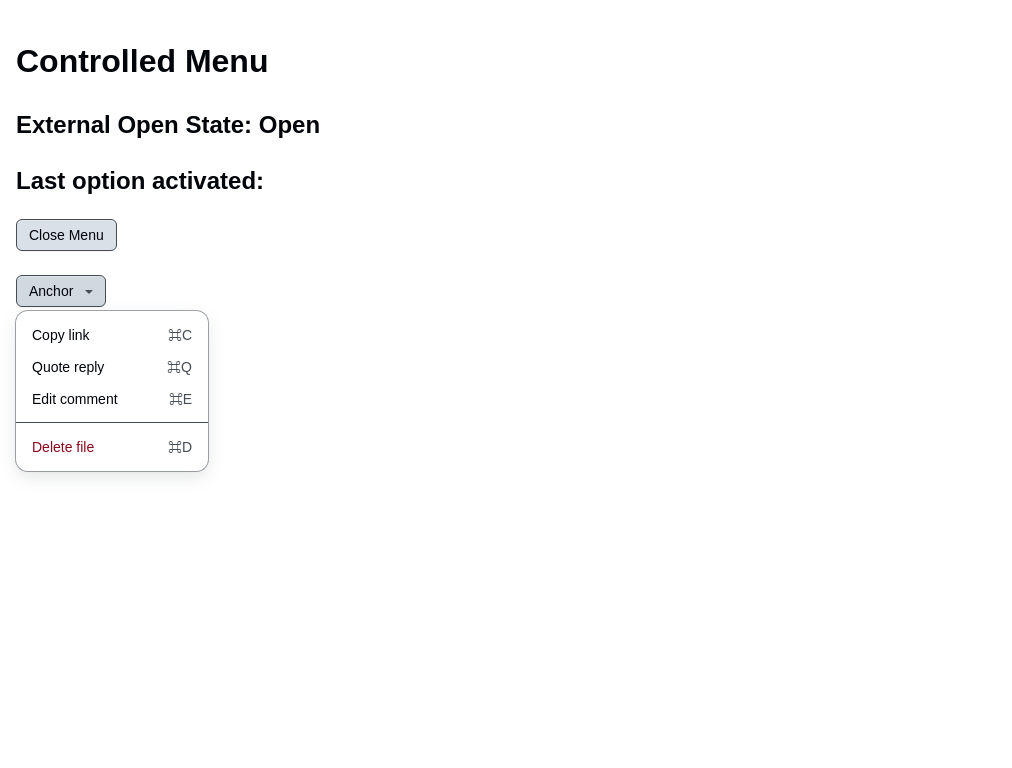 Controlled Menu
External Open State: Open
Last option activated:
Close Menu
Anchor
Copy link ⌘C
Quote reply ⌘Q
Edit comment ⌘E
Delete file ⌘D